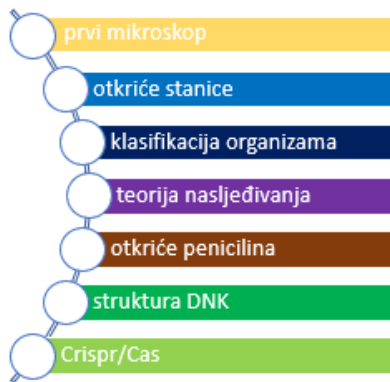 prvi mikroskop
otkriće stanice
klasifikacija organizama
teorija nasljeđivanja
otkriće penicilina
struktura DNK
Crispr/Cas